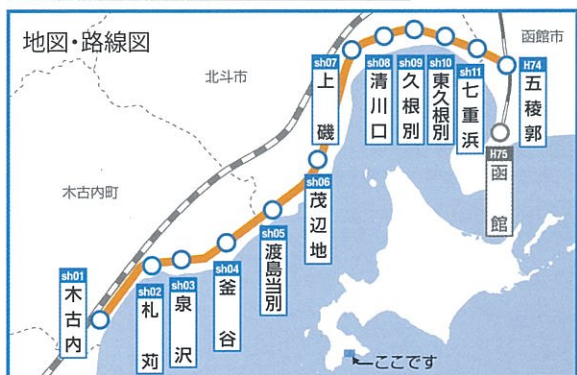 地図・路線図
函館市
北斗市
木古内町
sh01
木古内
sh02
札苅
sh03
泉沢
sh04
釜谷
sh05
渡島当別
sh06
茂辺地
sh07
上磯
sh08
清川口
sh09
久根別
sh10
東久根別
sh11
七重浜
H74
五稜郭
H75
函館
ここです